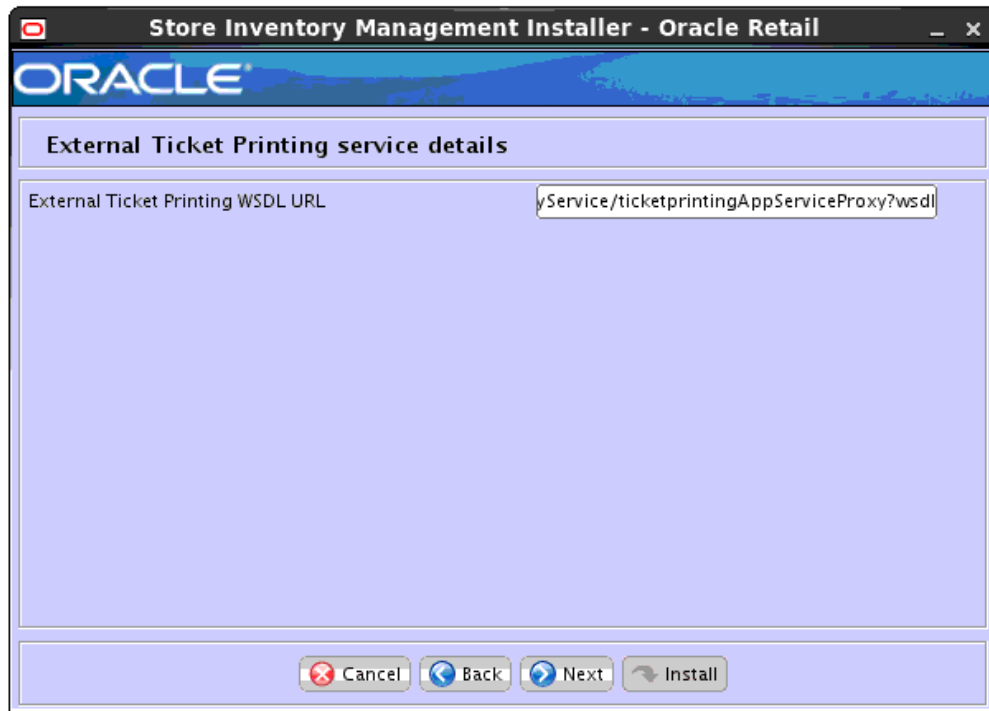 Store Inventory Management Installer - Oracle Retail
ORACLE
External Ticket Printing service details
External Ticket Printing WSDL URL
yService/ticketprintingAppServiceProxy?wsdl
Cancel
Back
Next
Install